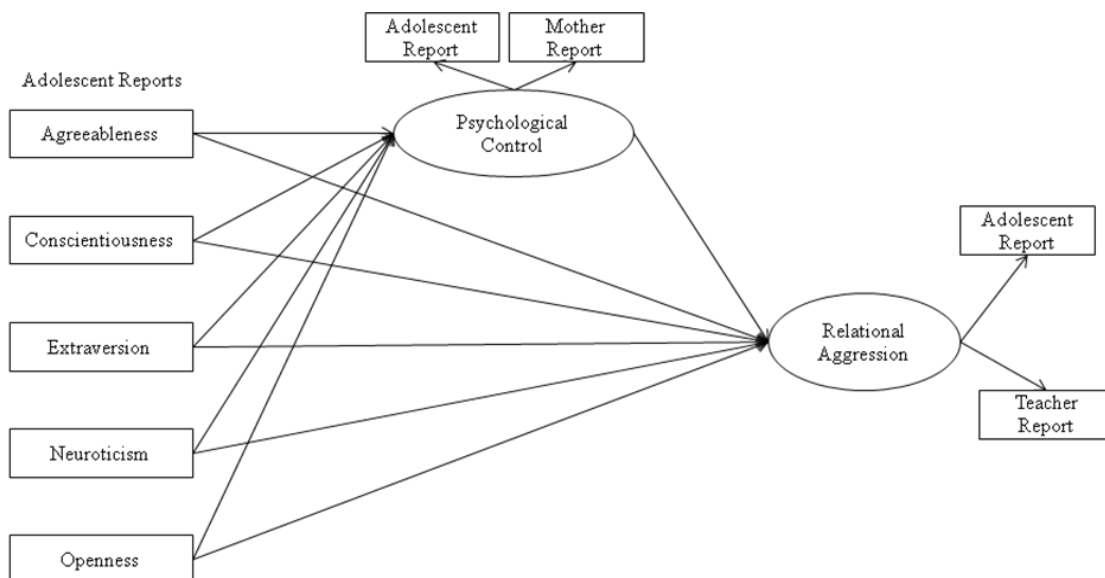 Adolescent
Report
Mother
Report
Adolescent Reports
Agreeableness
Psychological
Control
Conscientiousness
Adolescent
Report
Extraversion
Relational
Aggression
Teacher
Report
Neuroticism
Openness